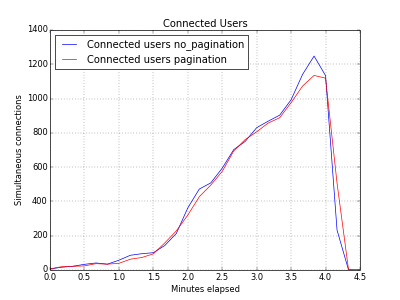 Connected Users
Connected users no_pagination
Connected users pagination
1400
1200
1000
800
600
400
200
0
Simultaneous connections
0.0 0.5 1.0 1.5 2.0 2.5 3.0 3.5 4.0 4.5
Minutes elapsed